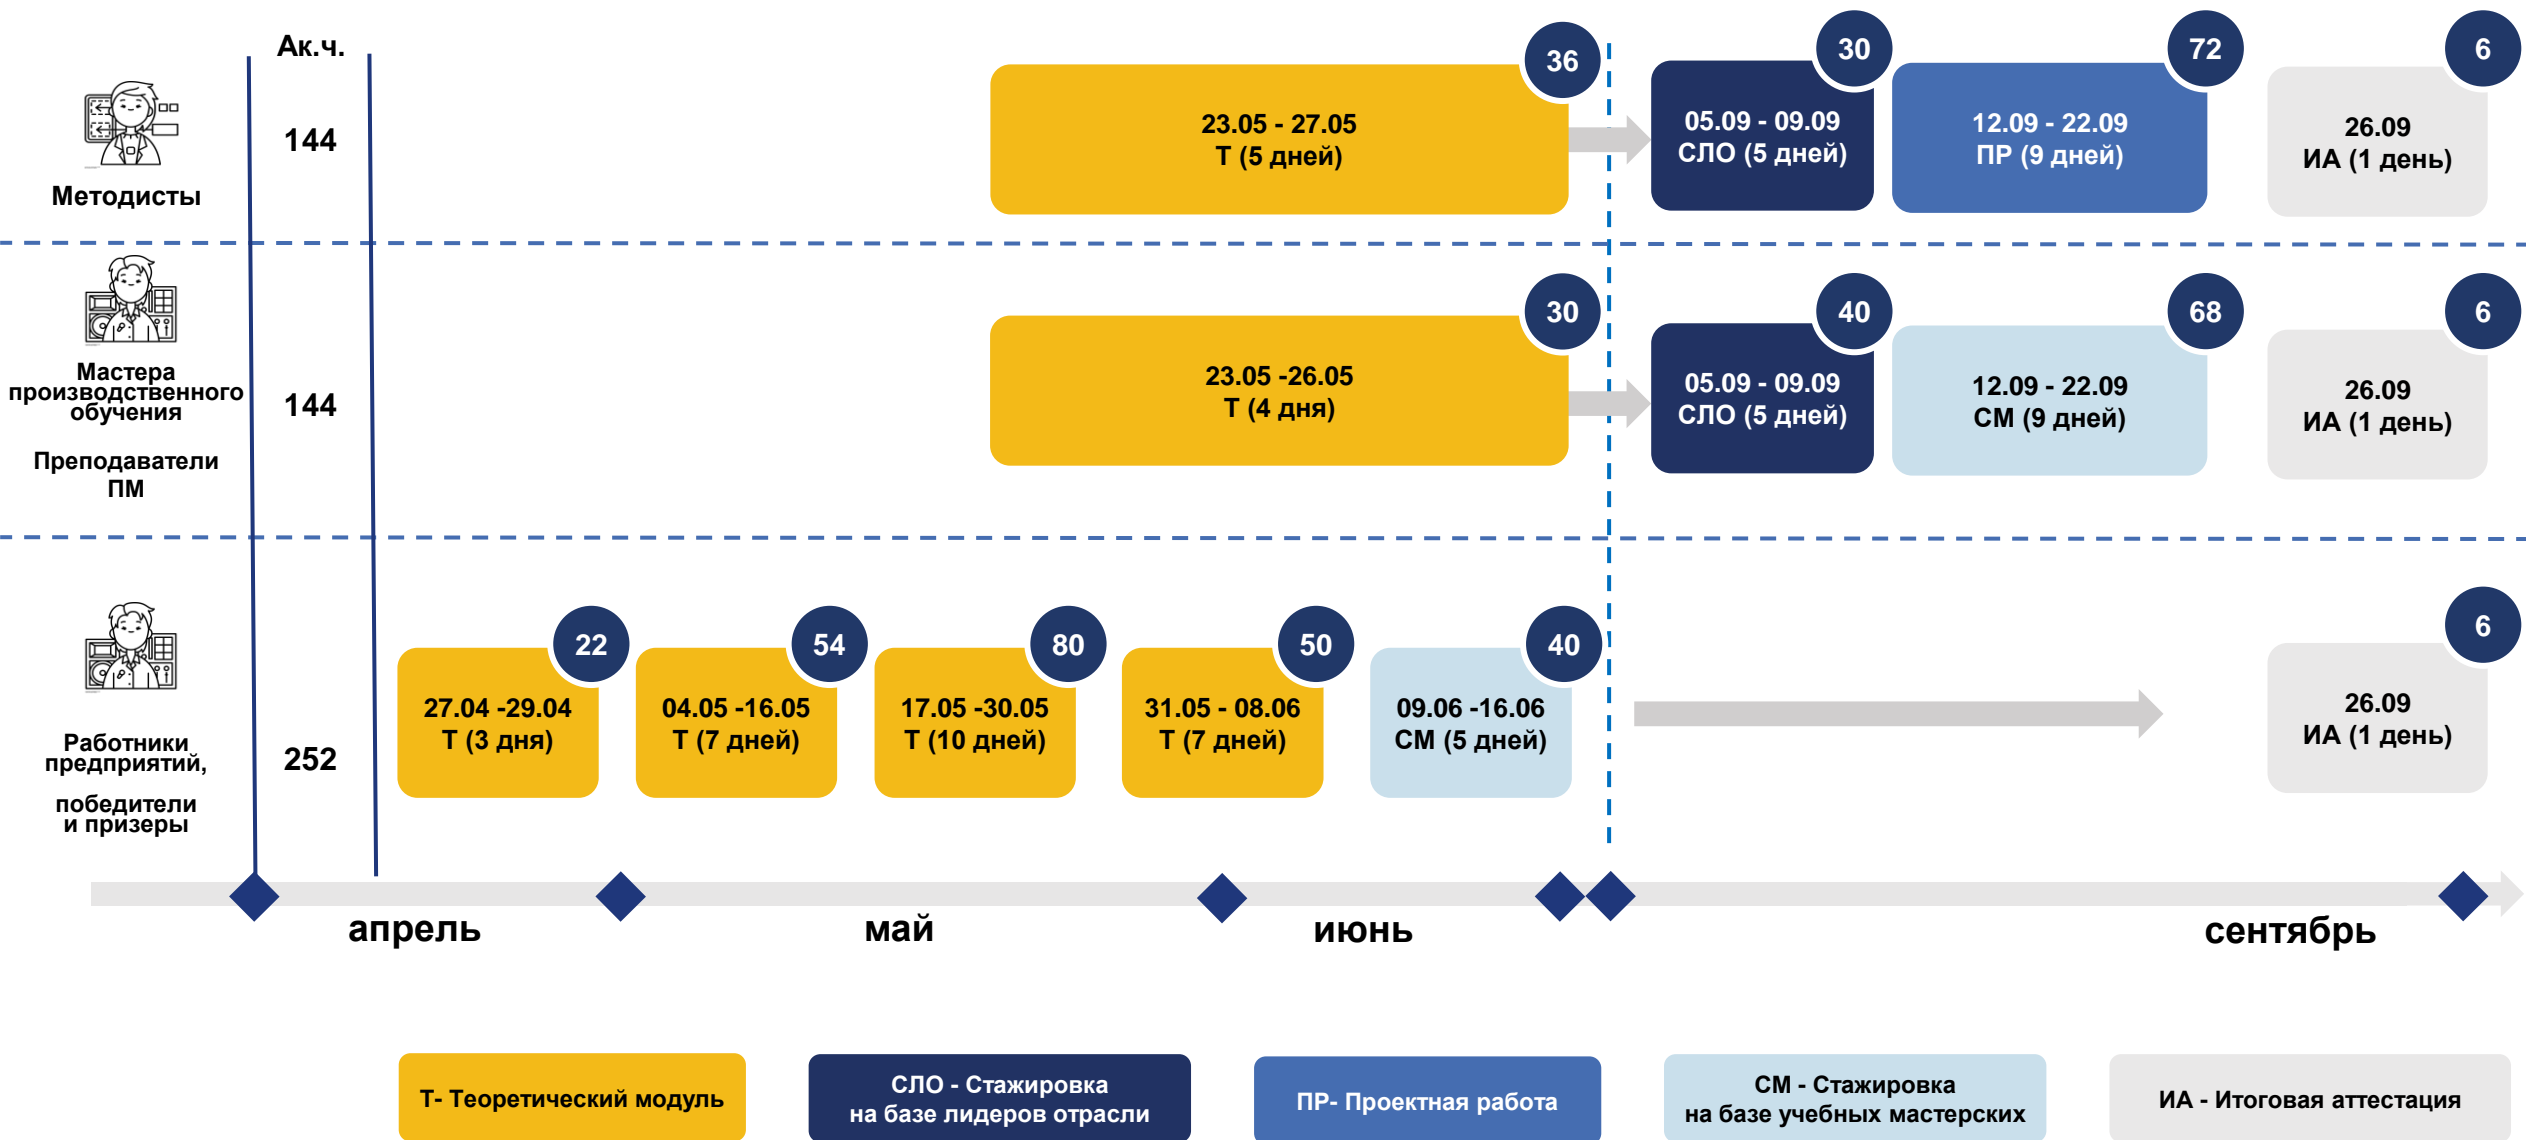 Ак.ч.
Методисты
144
36
23.05 - 27.05
Т (5 дней)
30
05.09 - 09.09
СЛО (5 дней)
72
12.09 - 22.09
ПР (9 дней)
6
26.09
ИА (1 день)
Мастера
производственного
обучения
Преподаватели
ПМ
144
30
23.05 -26.05
Т (4 дня)
40
05.09 - 09.09
СЛО (5 дней)
68
12.09 - 22.09
СМ (9 дней)
6
26.09
ИА (1 день)
Работники
предприятий,
победители
и призеры
252
22
27.04 -29.04
Т (3 дня)
54
04.05 -16.05
Т (7 дней)
80
17.05 -30.05
Т (10 дней)
50
31.05 - 08.06
Т (7 дней)
40
09.06 -16.06
СМ (5 дней)
6
26.09
ИА (1 день)
апрель
май
июнь
сентябрь
Т- Теоретический модуль
СЛО - Стажировка
на базе лидеров отрасли
ПР- Проектная работа
СМ - Стажировка
на базе учебных мастерских
ИА - Итоговая аттестация